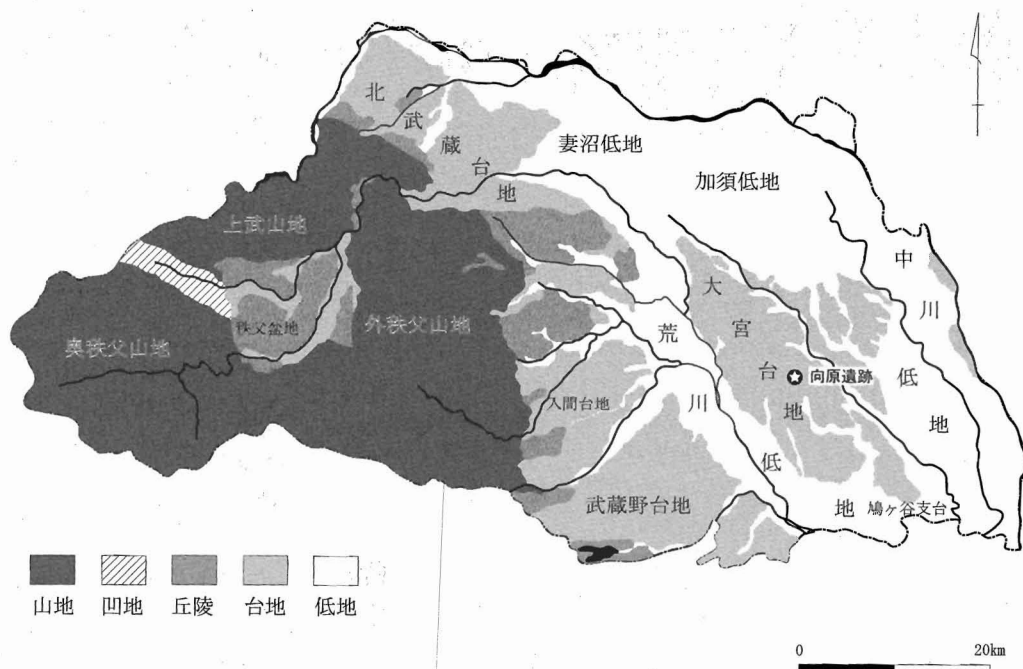 北武蔵台地
妻沼低地
加須低地
上武山地
中川低地
大宮台地
秩父盆地
外秩父山地
奥秩父山地
荒川低地
向原遺跡
入間台地
武蔵野台地
鳩ヶ谷支台
山地 凹地 丘陵 台地 低地
0 20km